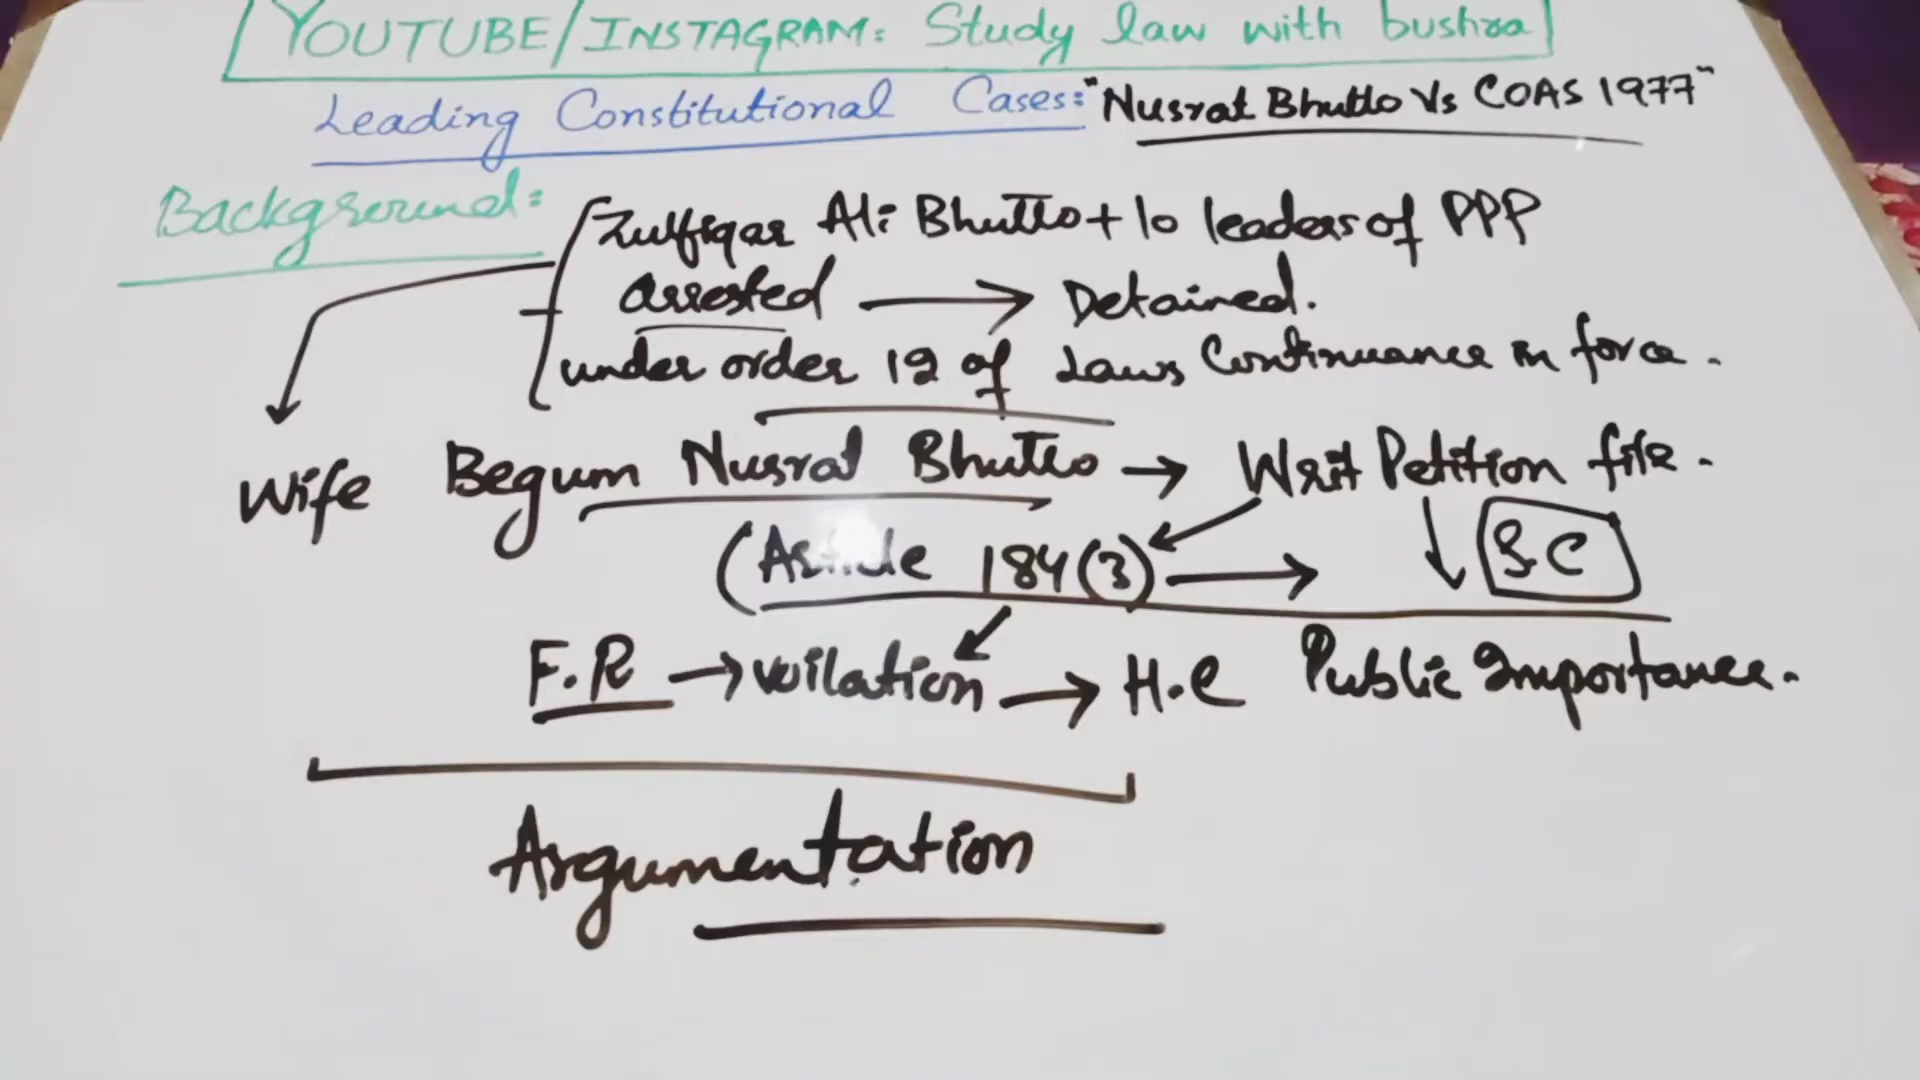 YOUTUBE/INSTAGRAM: Study law with bushra
Leading Constitutional Cases: "Nusrat Bhutto Vs COAS 1977"
Background:
Zulfiqar Ali Bhutto + 10 leaders of PPP
arrested → Detained.
under order 12 of Laws Continuance in force.
Wife Begum Nusrat Bhutto → Writ Petition file.
(Article 184(3) → S.C
F.R → voilation → H.C Public Importance.
Argumentation